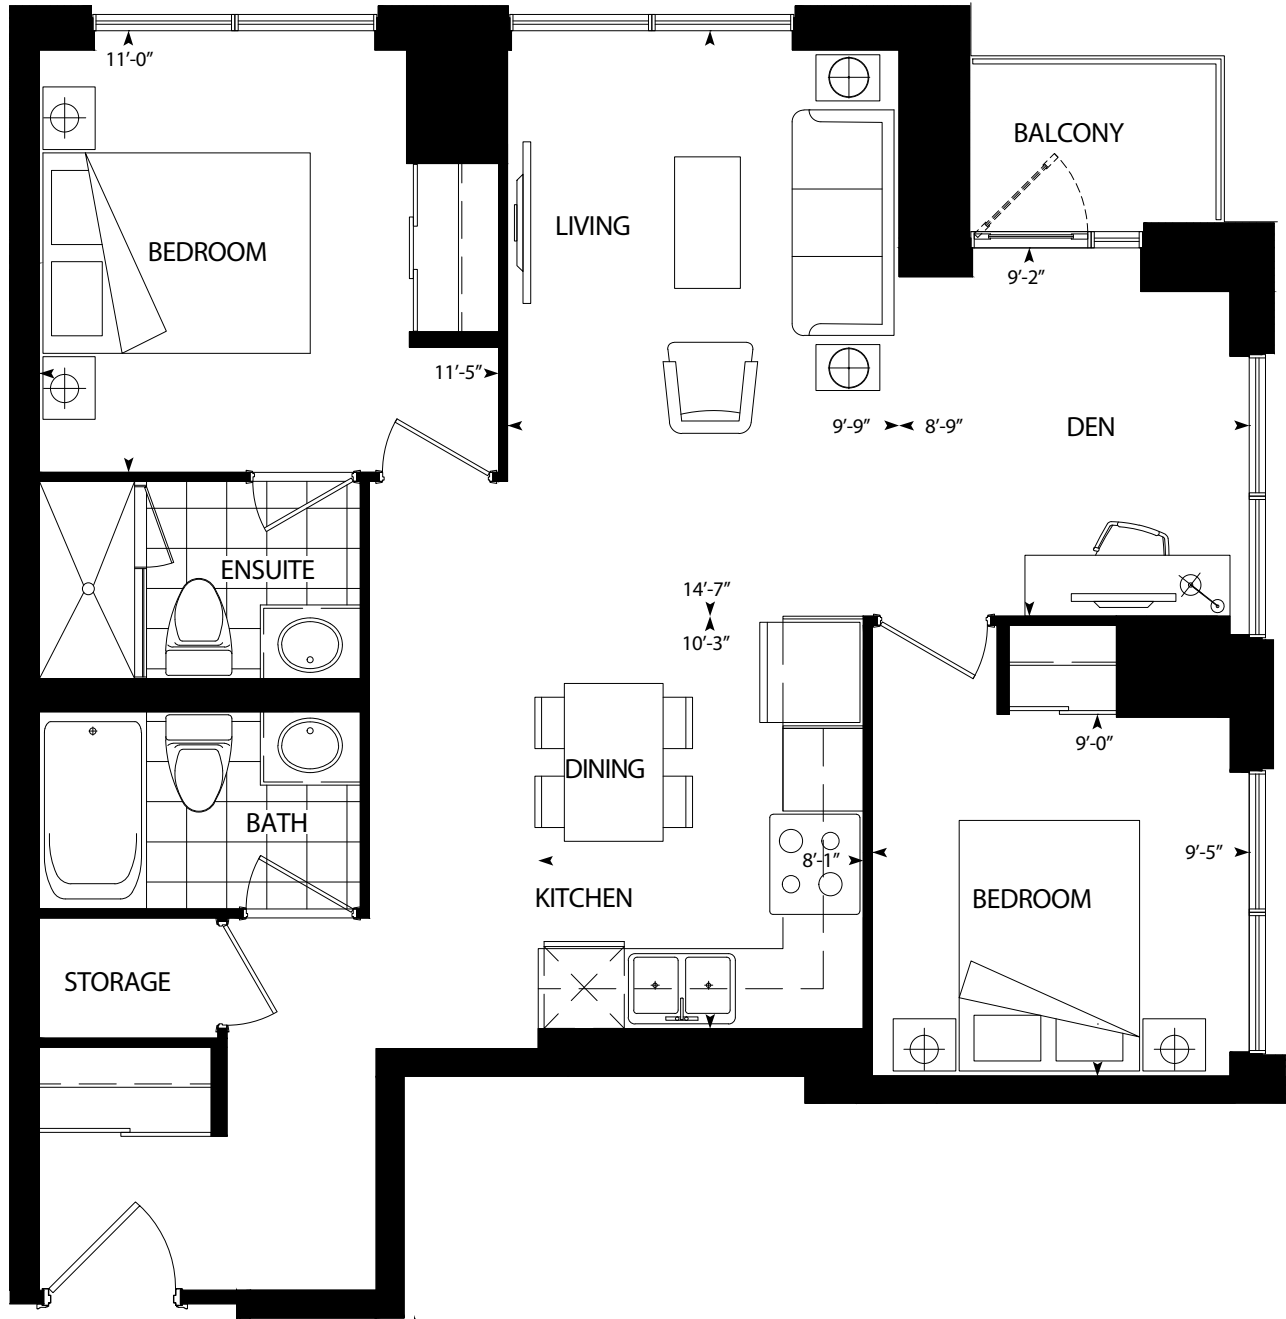 11'-0"
BALCONY
LIVING
BEDROOM
9'-2"
11'-5"
9'-9"
8'-9"
DEN
ENSUITE
14'-7"
10'-3"
9'-0"
DINING
BATH
8'-1"
9'-5"
KITCHEN
BEDROOM
STORAGE